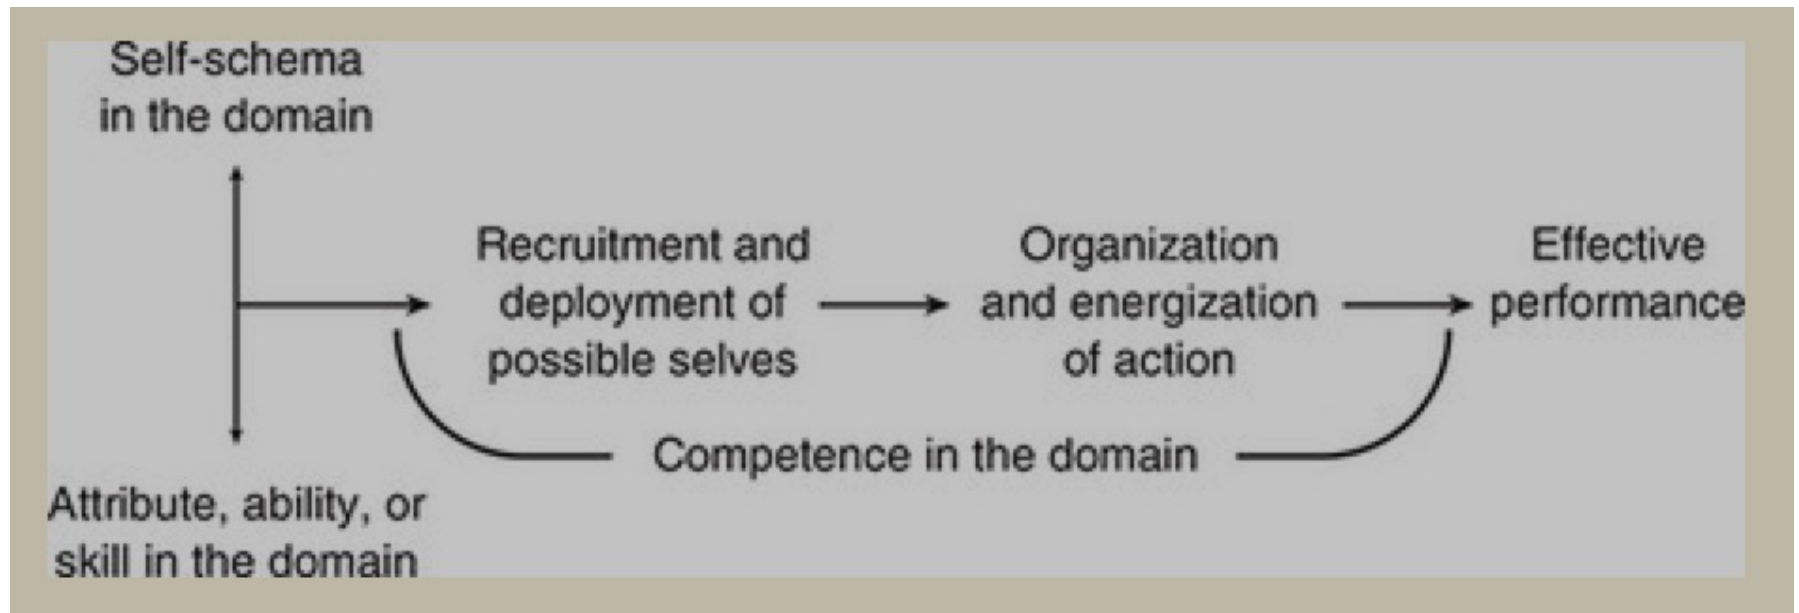 Self-schema
in the domain
Recruitment and
deployment of
possible selves
Organization
and energization
of action
Effective
performance
Competence in the domain
Attribute, ability, or
skill in the domain